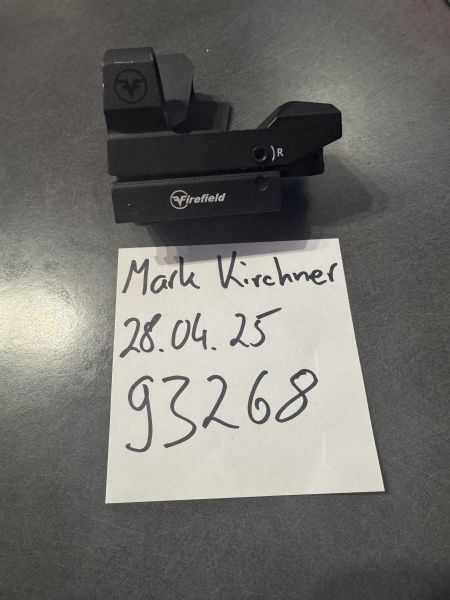 R
Firefield
Mark Kirchner
28.04.25
93268